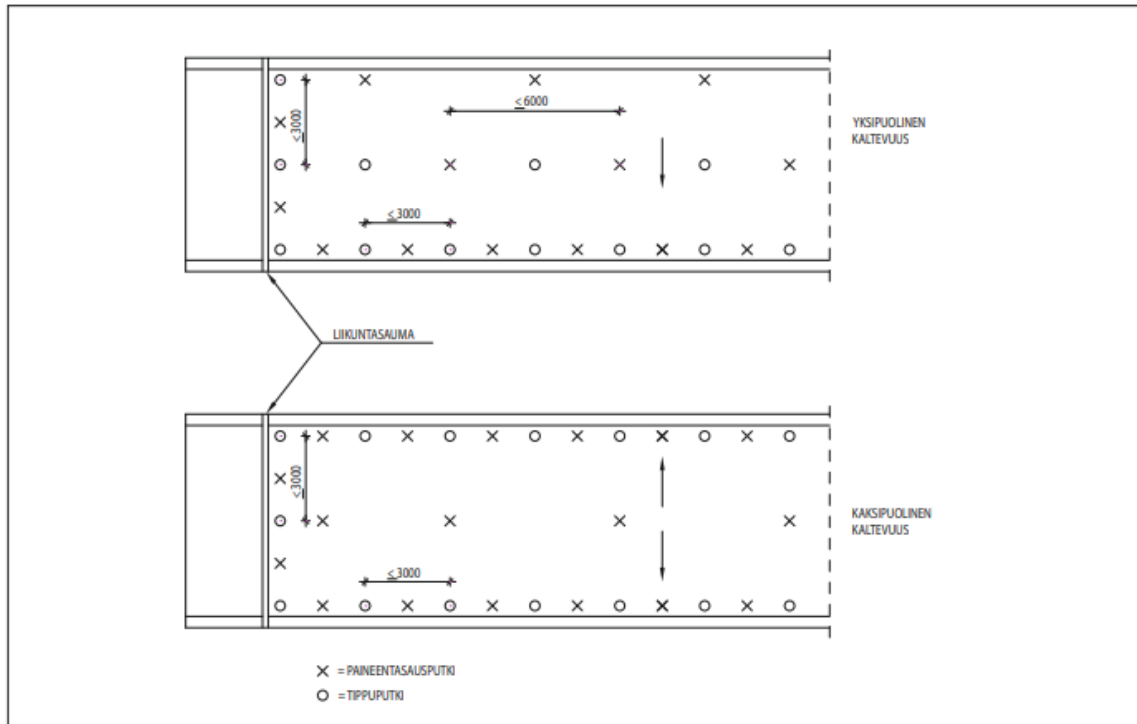 ≤3000
≤6000
YKSIPUOLINEN
KALTEVUUS
≤3000
LIIKUNTASAUMA
≤3000
KAKSIPUOLINEN
KALTEVUUS
≤3000
X = PAINEENTASAUSPUTKI
O = TIPPUPUTKI